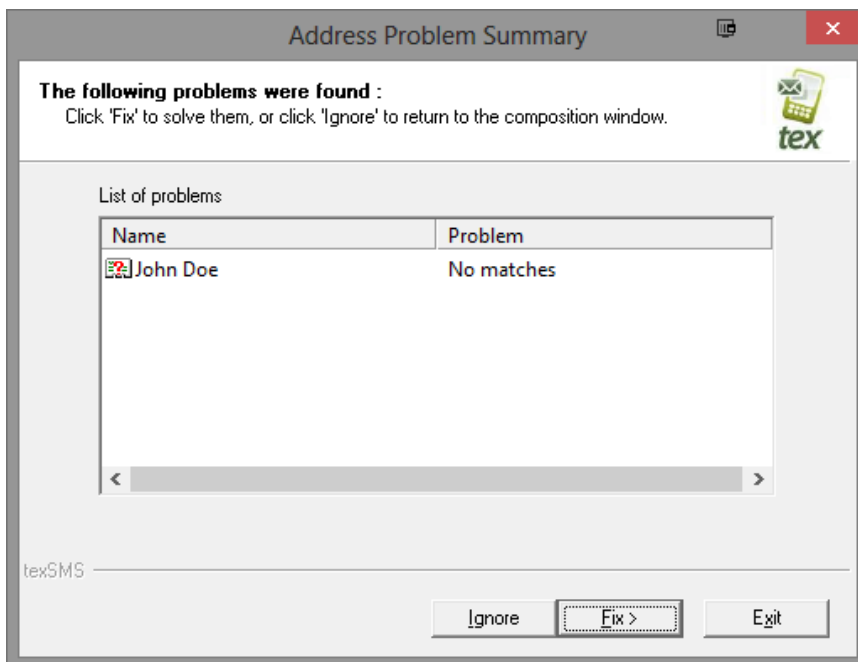 Address Problem Summary
The following problems were found :
Click 'Fix' to solve them, or click 'Ignore' to return to the composition window.
tex
List of problems
Name Problem
John Doe No matches
texSMS
Ignore Fix > Exit